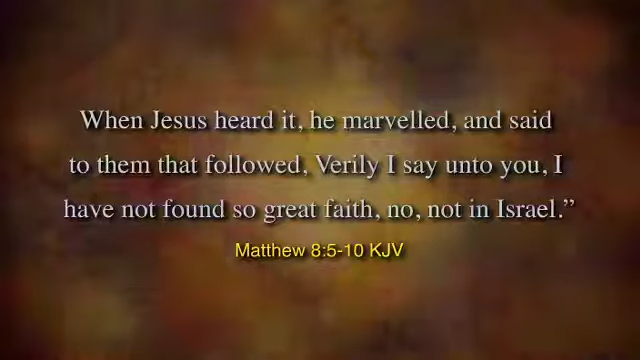 When Jesus heard it, he marvelled, and said
to them that followed, Verily I say unto you, I
have not found so great faith, no, not in Israel.”
Matthew 8:5-10 KJV